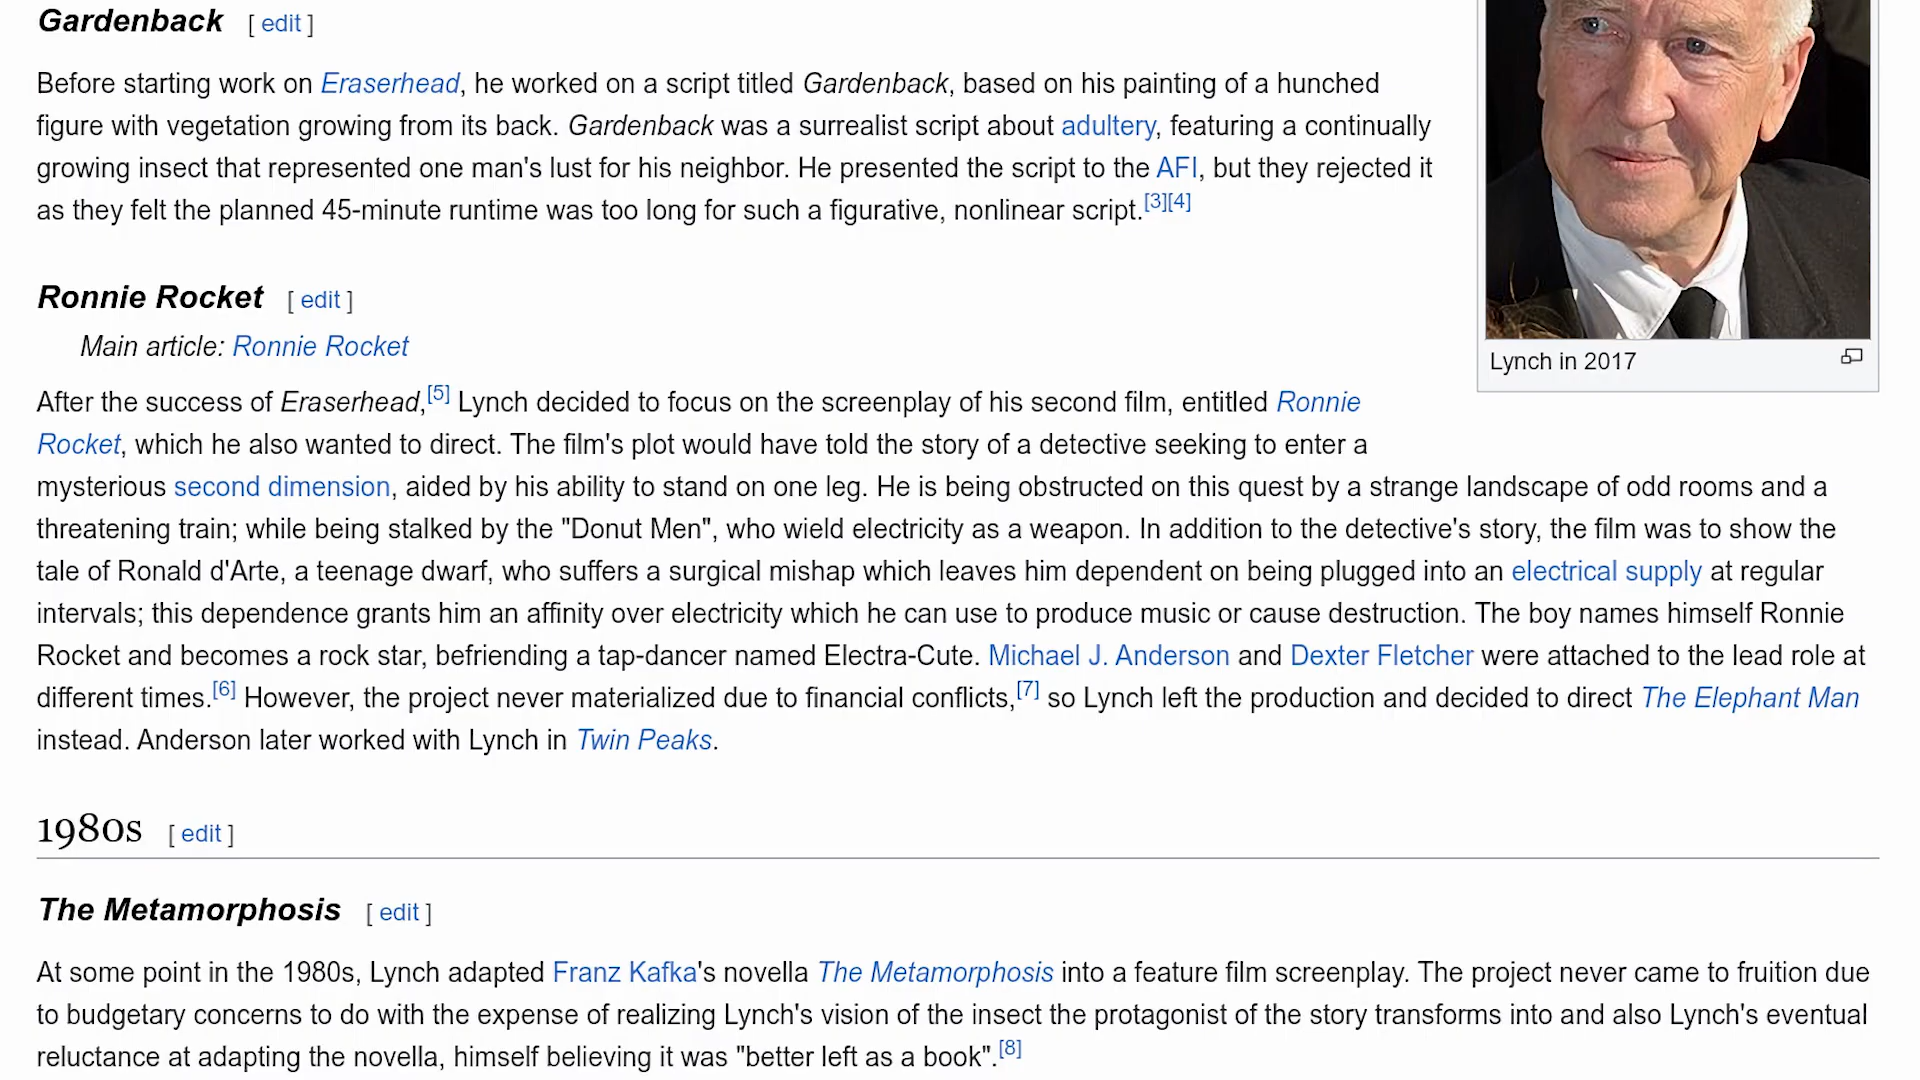 Gardenback [ edit ]
Before starting work on Eraserhead, he worked on a script titled Gardenback, based on his painting of a hunched
figure with vegetation growing from its back. Gardenback was a surrealist script about adultery, featuring a continually
growing insect that represented one man's lust for his neighbor. He presented the script to the AFI, but they rejected it
as they felt the planned 45-minute runtime was too long for such a figurative, nonlinear script.[3][4]
Lynch in 2017
Ronnie Rocket [ edit ]
Main article: Ronnie Rocket
After the success of Eraserhead,[5] Lynch decided to focus on the screenplay of his second film, entitled Ronnie
Rocket, which he also wanted to direct. The film's plot would have told the story of a detective seeking to enter a
mysterious second dimension, aided by his ability to stand on one leg. He is being obstructed on this quest by a strange landscape of odd rooms and a
threatening train; while being stalked by the "Donut Men", who wield electricity as a weapon. In addition to the detective's story, the film was to show the
tale of Ronald d'Arte, a teenage dwarf, who suffers a surgical mishap which leaves him dependent on being plugged into an electrical supply at regular
intervals; this dependence grants him an affinity over electricity which he can use to produce music or cause destruction. The boy names himself Ronnie
Rocket and becomes a rock star, befriending a tap-dancer named Electra-Cute. Michael J. Anderson and Dexter Fletcher were attached to the lead role at
different times.[6] However, the project never materialized due to financial conflicts,[7] so Lynch left the production and decided to direct The Elephant Man
instead. Anderson later worked with Lynch in Twin Peaks.
1980s [ edit ]
The Metamorphosis [ edit ]
At some point in the 1980s, Lynch adapted Franz Kafka's novella The Metamorphosis into a feature film screenplay. The project never came to fruition due
to budgetary concerns to do with the expense of realizing Lynch's vision of the insect the protagonist of the story transforms into and also Lynch's eventual
reluctance at adapting the novella, himself believing it was "better left as a book".[8]